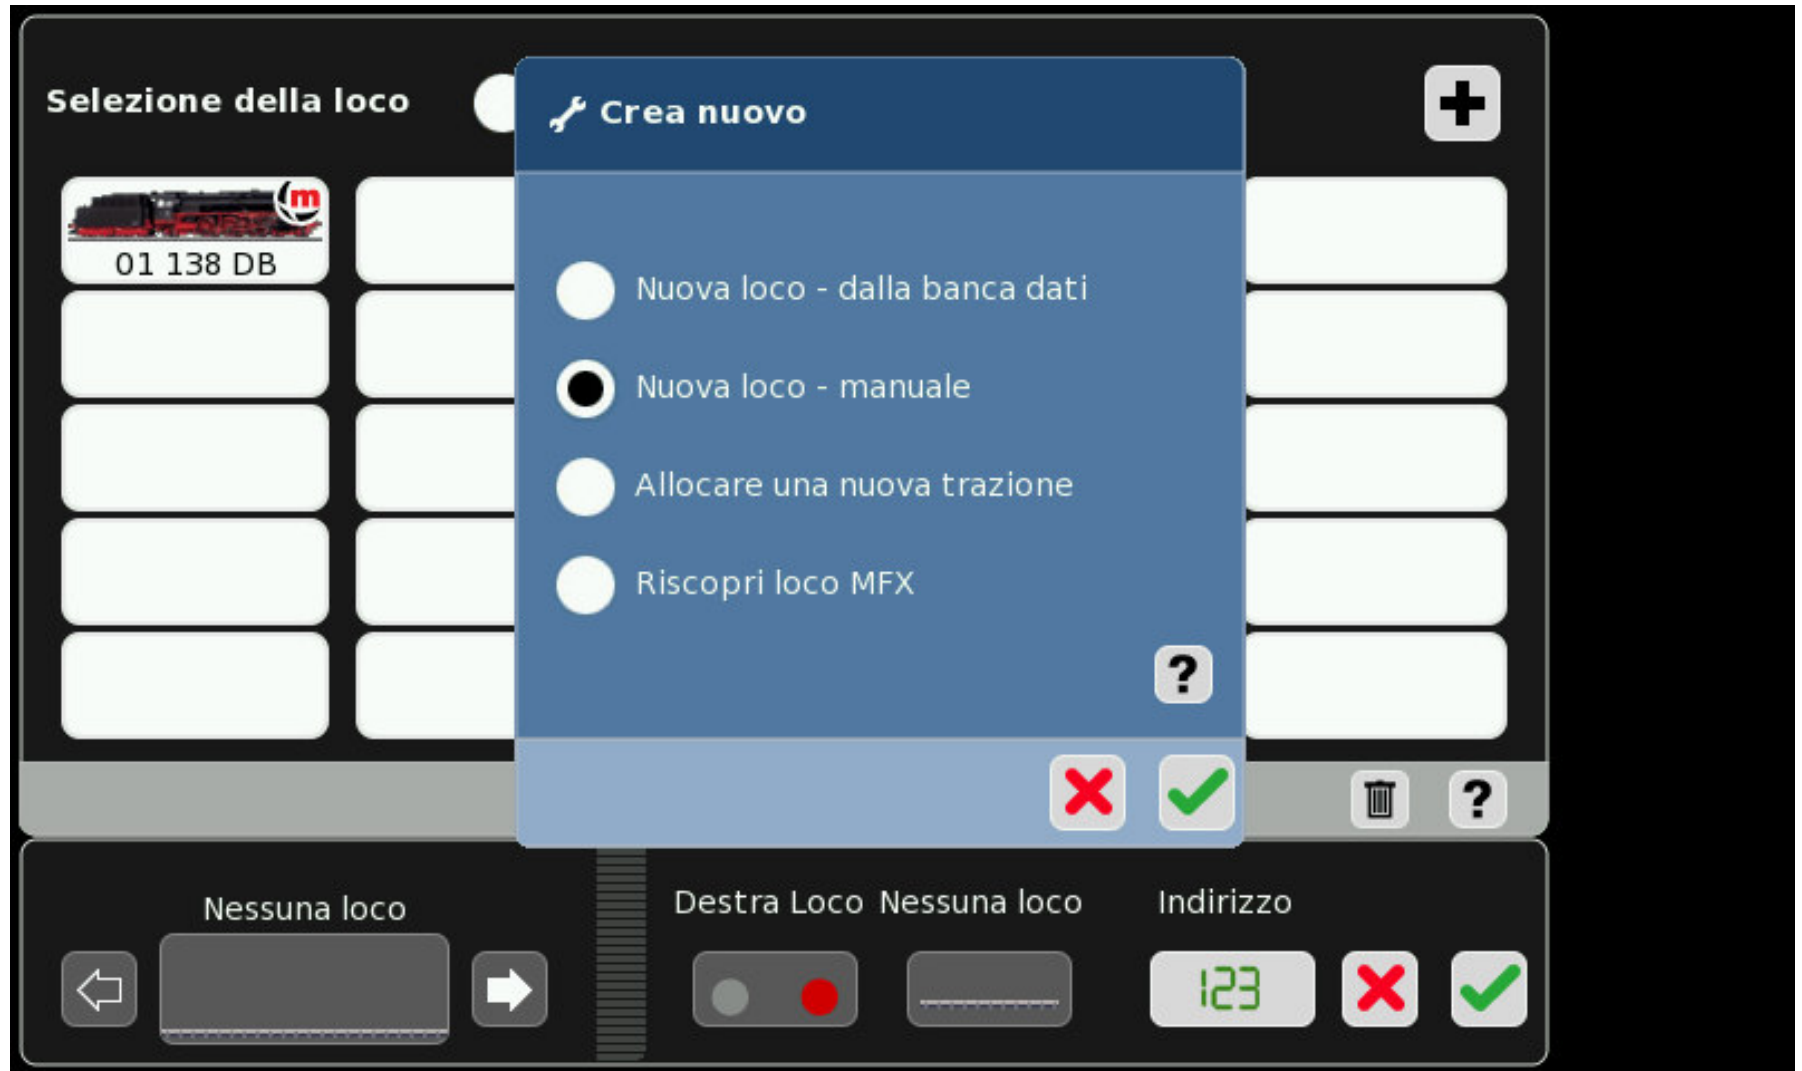 Selezione della loco
Crea nuovo
m
01 138 DB
Nuova loco - dalla banca dati
Nuova loco - manuale
Allocare una nuova trazione
Riscopri loco MFX
?
?
Nessuna loco
Destra Loco
Nessuna loco
Indirizzo
123